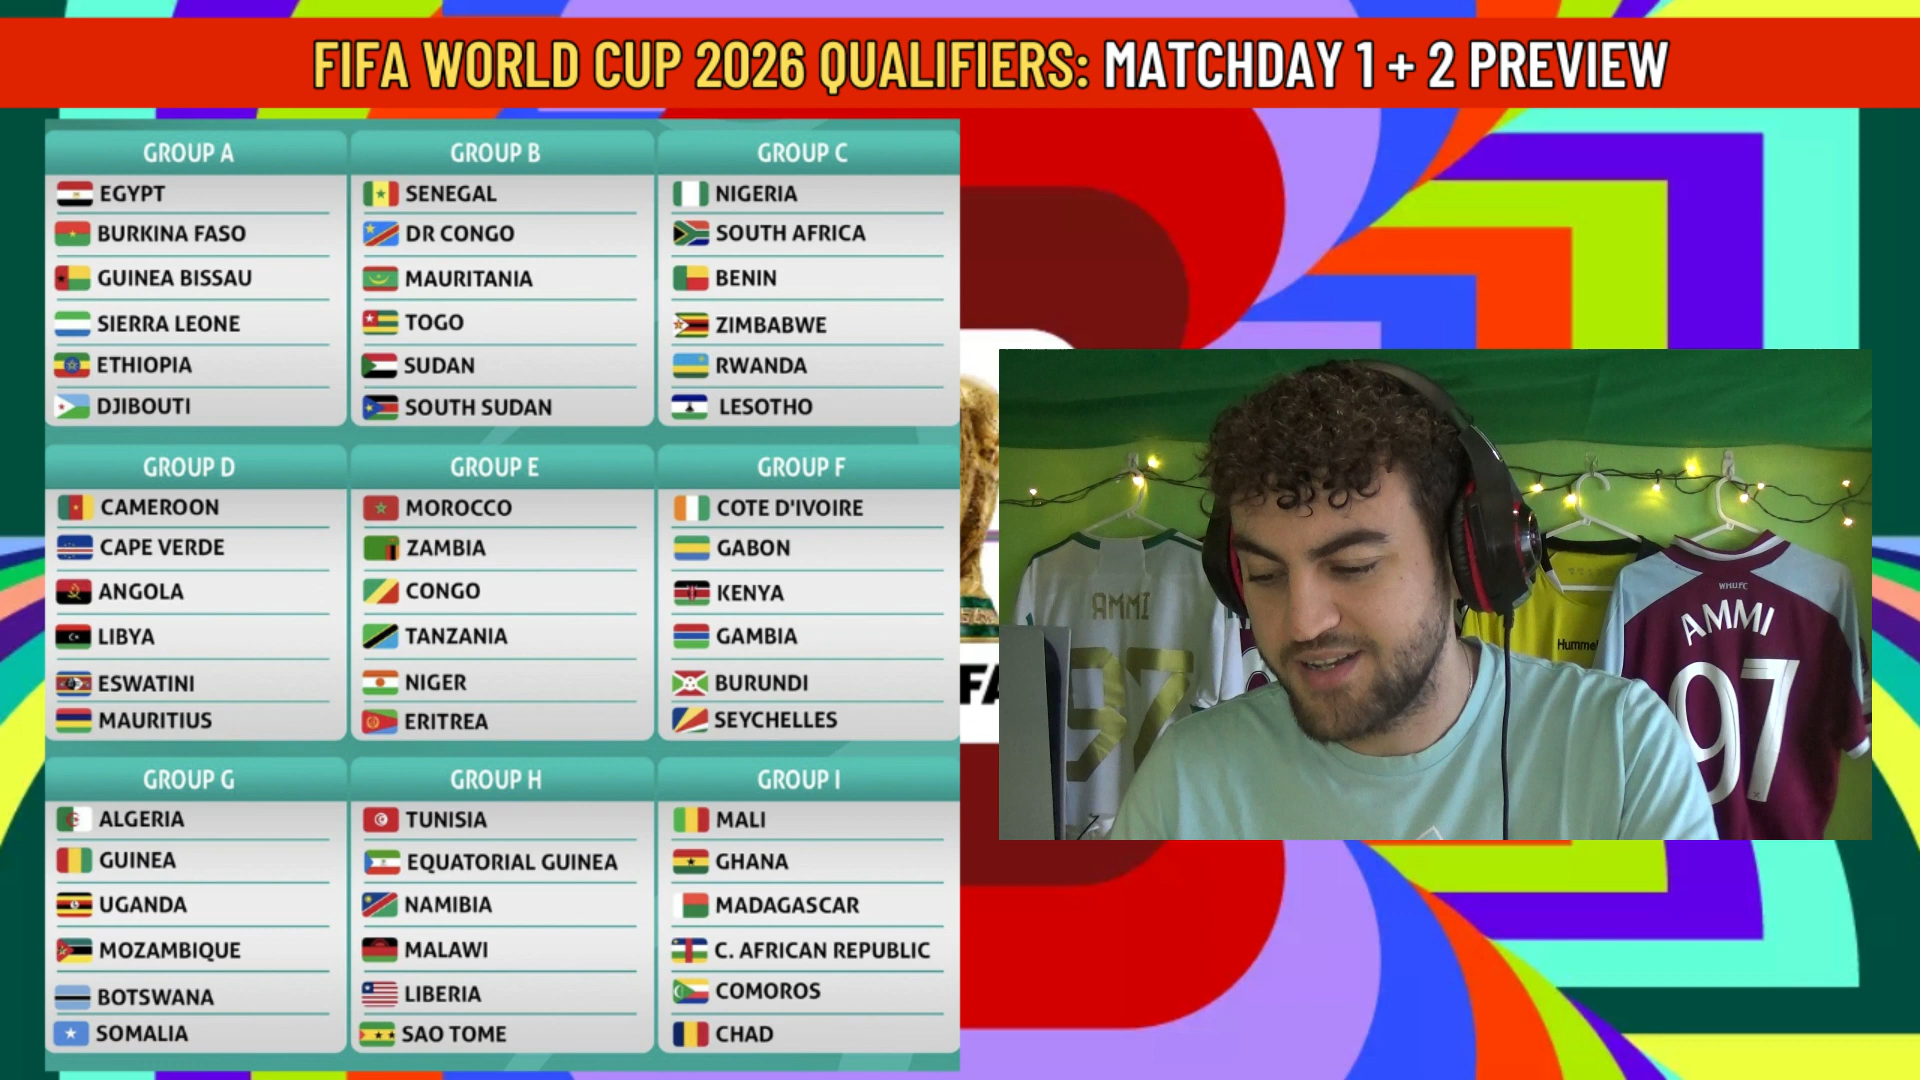 FIFA WORLD CUP 2026 QUALIFIERS: MATCHDAY 1 + 2 PREVIEW
GROUP A
EGYPT
BURKINA FASO
GUINEA BISSAU
SIERRA LEONE
ETHIOPIA
DJIBOUTI
GROUP B
SENEGAL
DR CONGO
MAURITANIA
TOGO
SUDAN
SOUTH SUDAN
GROUP C
NIGERIA
SOUTH AFRICA
BENIN
ZIMBABWE
RWANDA
LESOTHO
GROUP D
CAMEROON
CAPE VERDE
ANGOLA
LIBYA
ESWATINI
MAURITIUS
GROUP E
MOROCCO
ZAMBIA
CONGO
TANZANIA
NIGER
ERITREA
GROUP F
COTE D'IVOIRE
GABON
KENYA
GAMBIA
BURUNDI
SEYCHELLES
GROUP G
ALGERIA
GUINEA
UGANDA
MOZAMBIQUE
BOTSWANA
SOMALIA
GROUP H
TUNISIA
EQUATORIAL GUINEA
NAMIBIA
MALAWI
LIBERIA
SAO TOME
GROUP I
MALI
GHANA
MADAGASCAR
C. AFRICAN REPUBLIC
COMOROS
CHAD
FA
AMMI
97
Hummel
WHUFC
AMMI
97